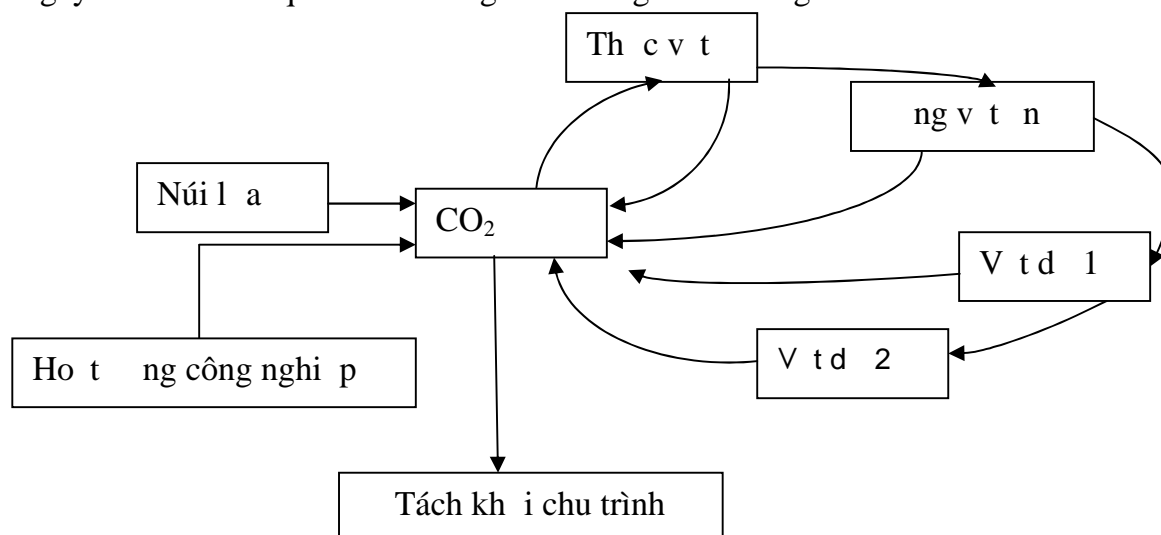 Th c v t
ng v t n
Núi l a
CO₂
V t d 1
Ho t ng công nghi p
V t d 2
Tách kh i chu trình